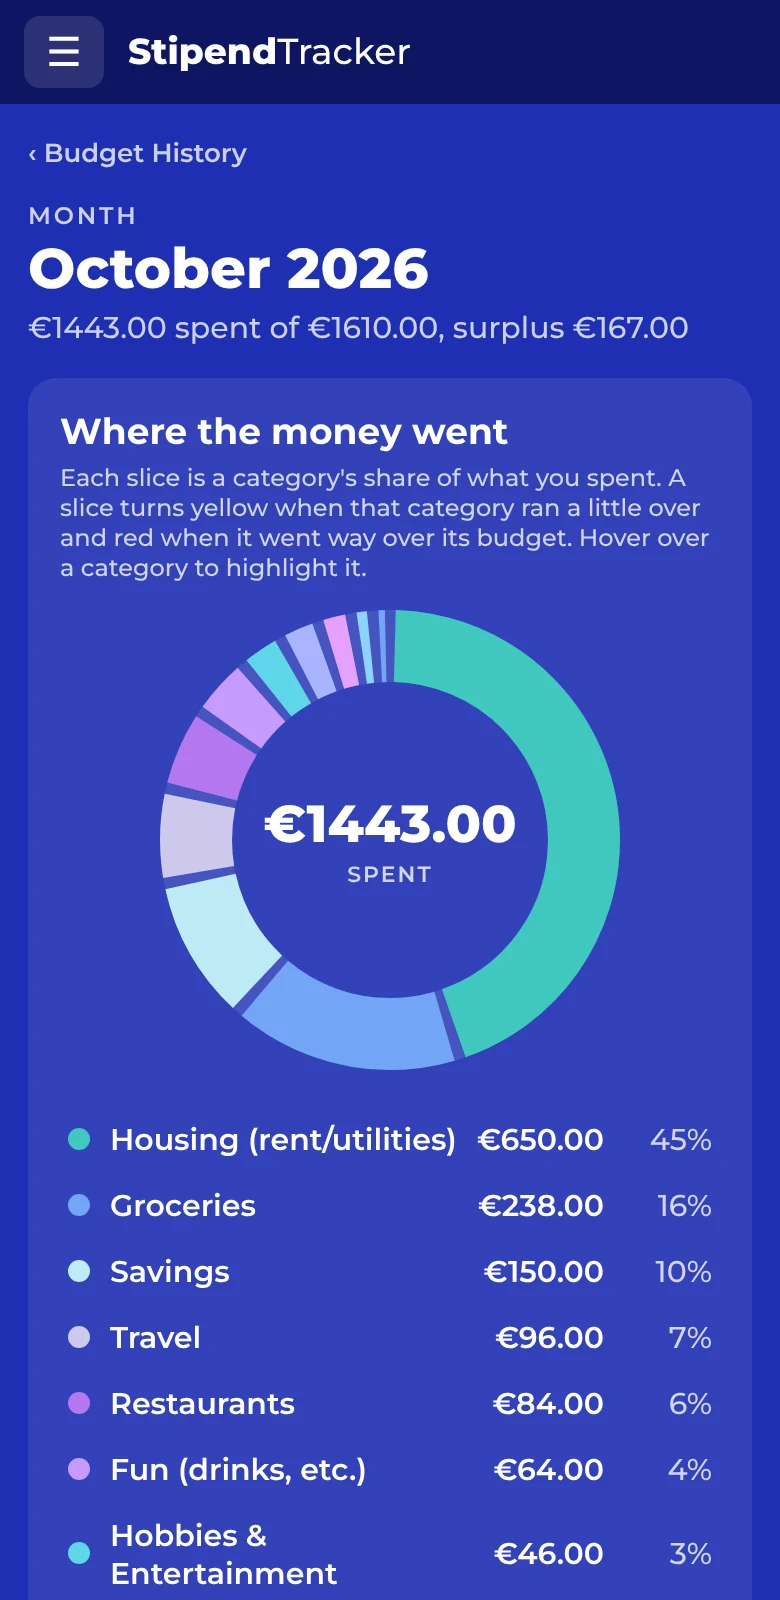 ☰ StipendTracker
‹ Budget History
MONTH
October 2026
€1443.00 spent of €1610.00, surplus €167.00
Where the money went
Each slice is a category's share of what you spent. A
slice turns yellow when that category ran a little over
and red when it went way over its budget. Hover over
a category to highlight it.
€1443.00
SPENT
Housing (rent/utilities) €650.00 45%
Groceries €238.00 16%
Savings €150.00 10%
Travel €96.00 7%
Restaurants €84.00 6%
Fun (drinks, etc.) €64.00 4%
Hobbies &
Entertainment €46.00 3%